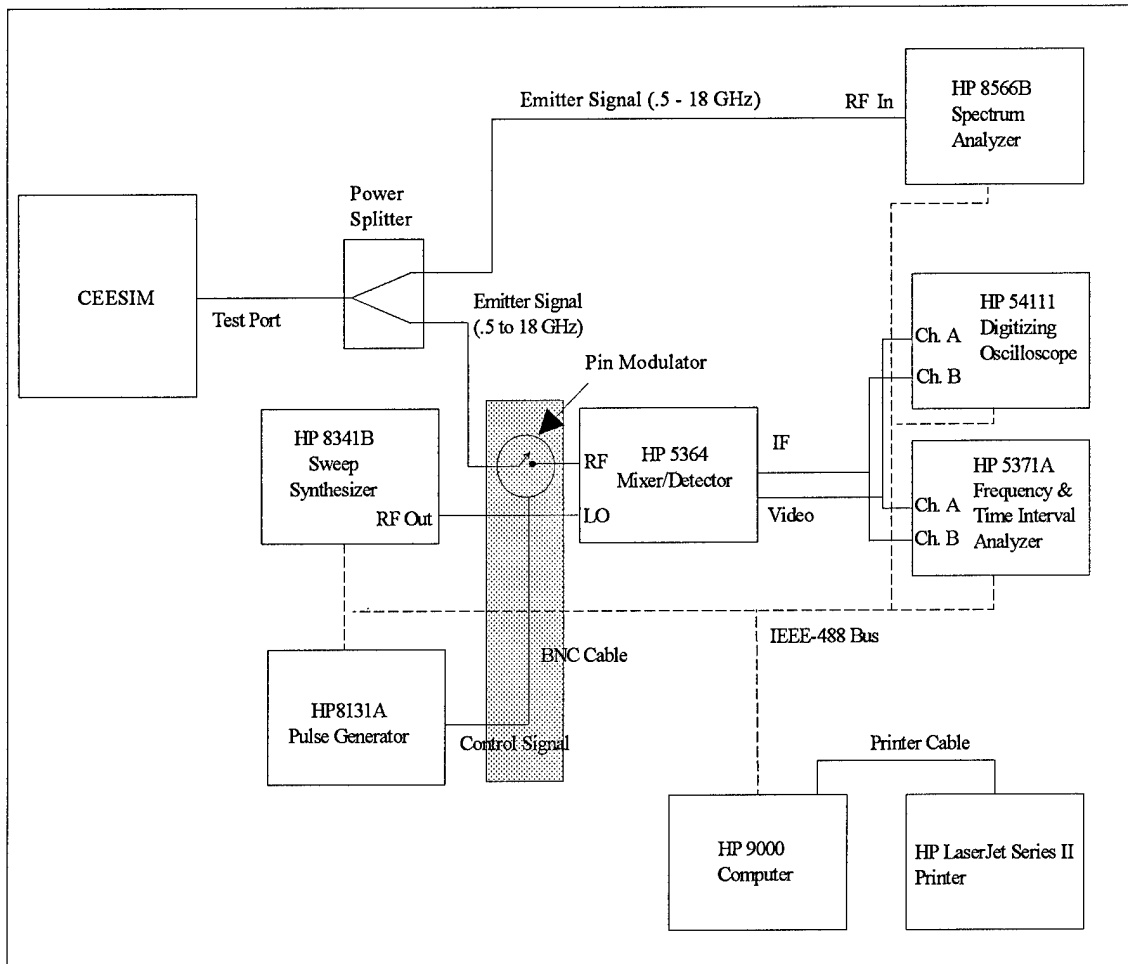 HP 8566B
Spectrum
Analyzer
Emitter Signal (.5 - 18 GHz)
RF In
Power
Splitter
CEESIM
Test Port
Emitter Signal
(.5 to 18 GHz)
HP 54111
Digitizing
Oscilloscope
Ch. A
Ch. B
Pin Modulator
HP 8341B
Sweep
Synthesizer
RF Out
RF
LO
HP 5364
Mixer/Detector
IF
Video
HP 5371A
Frequency &
Time Interval
Analyzer
Ch. A
Ch. B
IEEE-488 Bus
BNC Cable
HP8131A
Pulse Generator
Control Signal
Printer Cable
HP 9000
Computer
HP LaserJet Series II
Printer